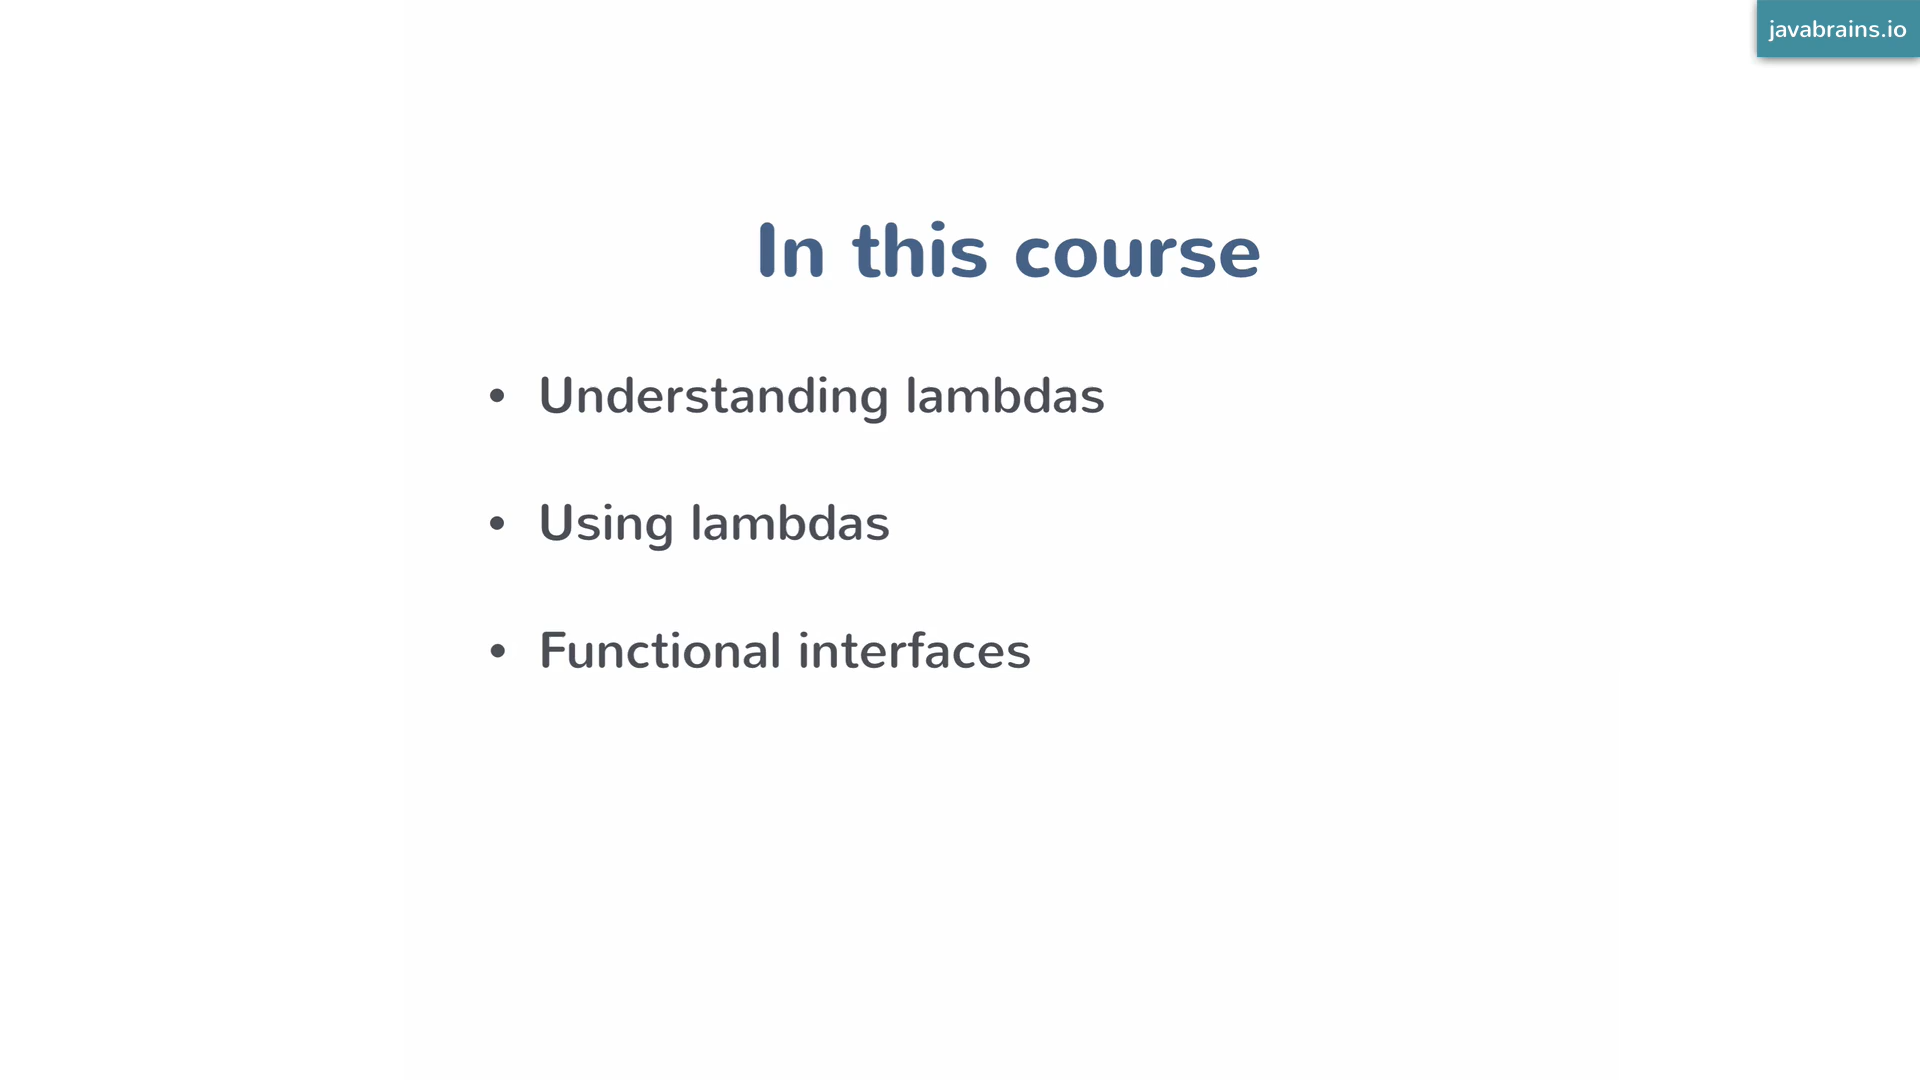 javabrains.io
In this course
• Understanding lambdas
• Using lambdas
• Functional interfaces